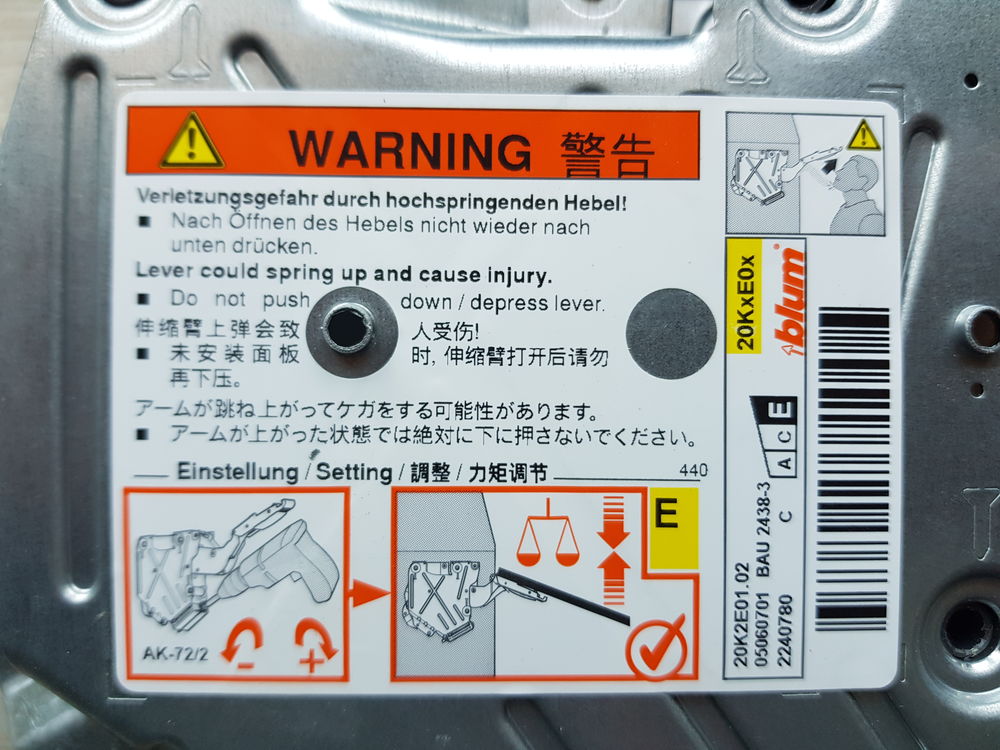 WARNING 警告
Verletzungsgefahr durch hochspringenden Hebel!
■ Nach Öffnen des Hebels nicht wieder nach
unten drücken.
Lever could spring up and cause injury.
■ Do not push down / depress lever.
伸缩臂上弹会致人受伤!
■ 未安装面板时, 伸缩臂打开后请勿
再下压。
アームが跳ね上がってケガをする可能性があります。
■ アームが上がった状態では絶対に下に押さないでください。
Einstellung / Setting / 調整 / 力矩调节 440
AK-72/2
- +
E
20KxE0x
blum
A C E
20K2E01.02
05060701 BAU 2438-3
2240780 C